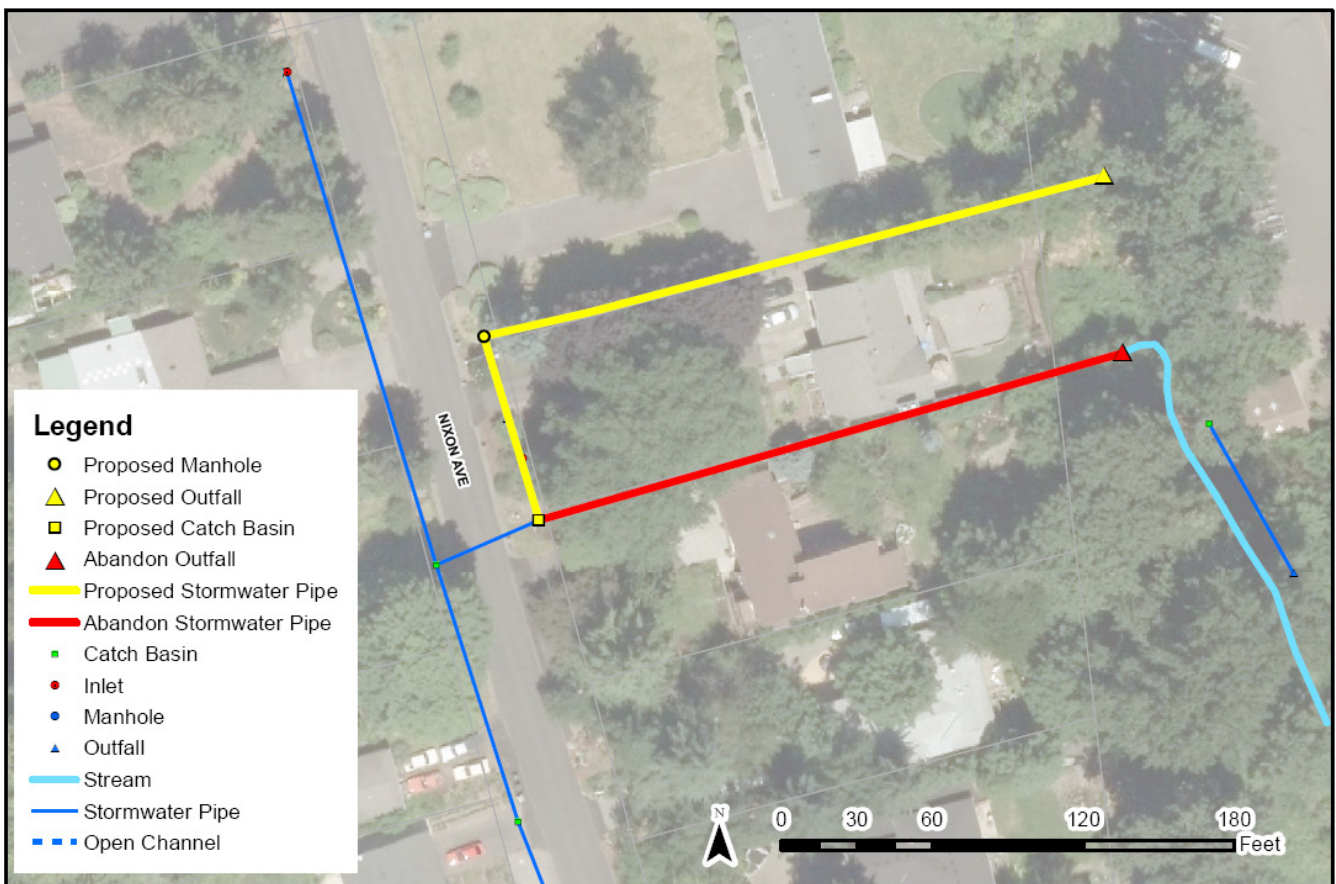 NIXON AVE
Legend
Proposed Manhole
Proposed Outfall
Proposed Catch Basin
Abandon Outfall
Proposed Stormwater Pipe
Abandon Stormwater Pipe
Catch Basin
Inlet
Manhole
Outfall
Stream
Stormwater Pipe
Open Channel
N
0 30 60 120 180
Feet